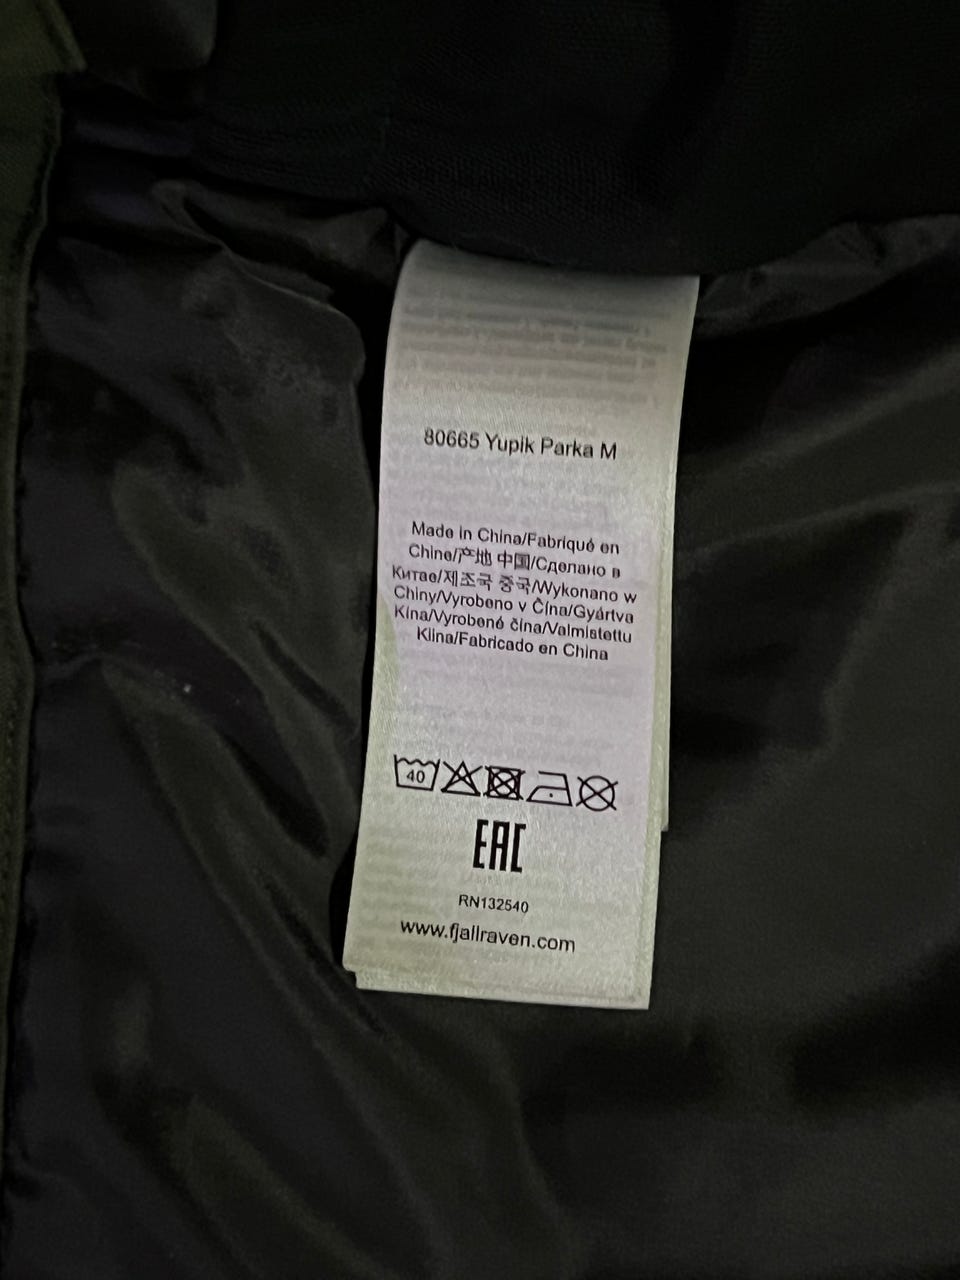 80665 Yupik Parka M
Made in China/Fabriqué en
Chine/产地 中国/Сделано в
Китае/제조국 중국/Wykonano w
Chiny/Vyrobeno v Čína/Gyártva
Kína/Vyrobené čína/Valmistettu
Kiina/Fabricado en China
40
EAC
RN132540
www.fjallraven.com